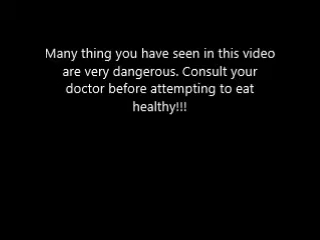 Many thing you have seen in this video
are very dangerous. Consult your
doctor before attempting to eat
healthy!!!